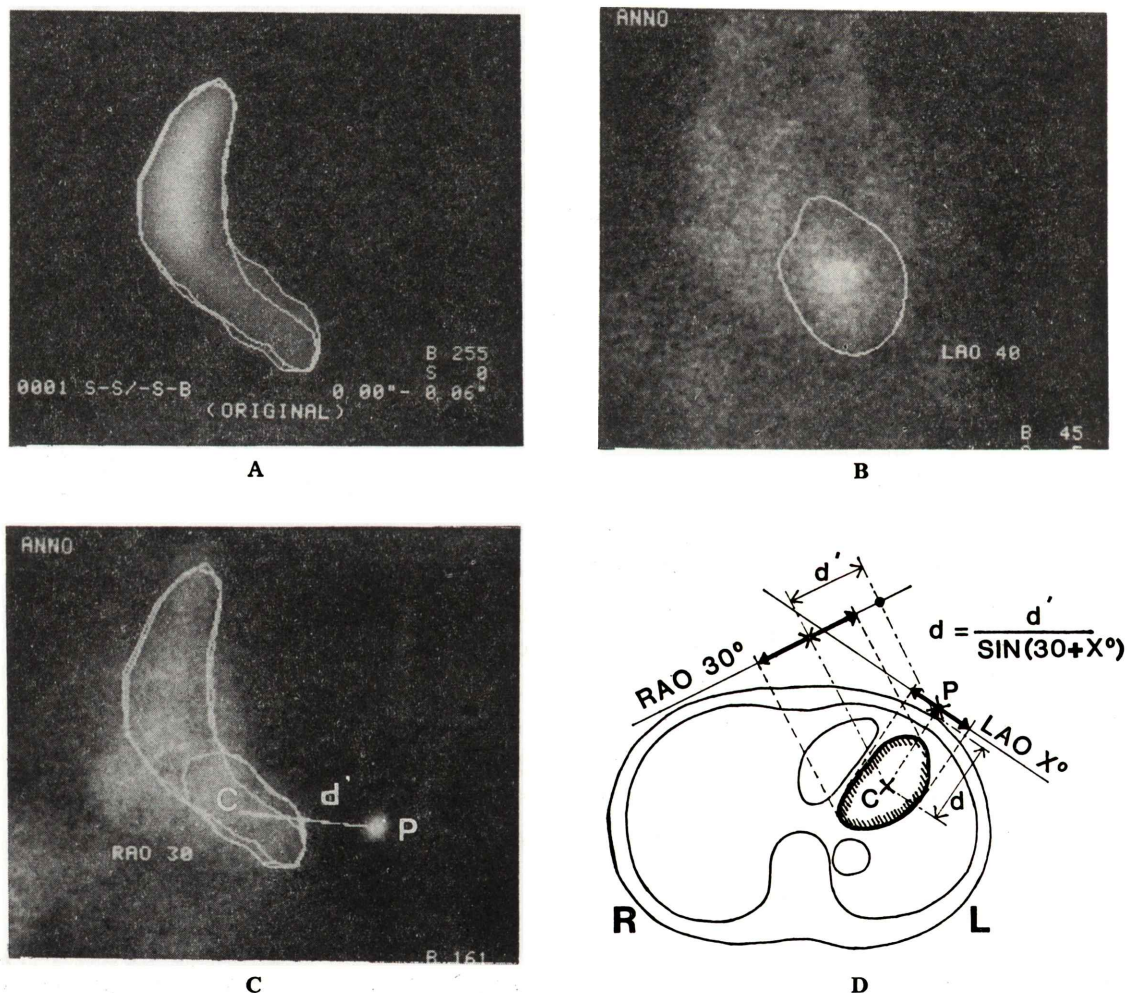 B 255
S 0
0001 S-S/-S-B 0.00"- 0.06"
(ORIGINAL)
A
ANNO
LAO 40
B 45
B
ANNO
C
d'
P
RAO 30
B 161
C
d'
d = d' / SIN(30+X°)
RAO 30°
P
LAO X°
C
d
R
L
D